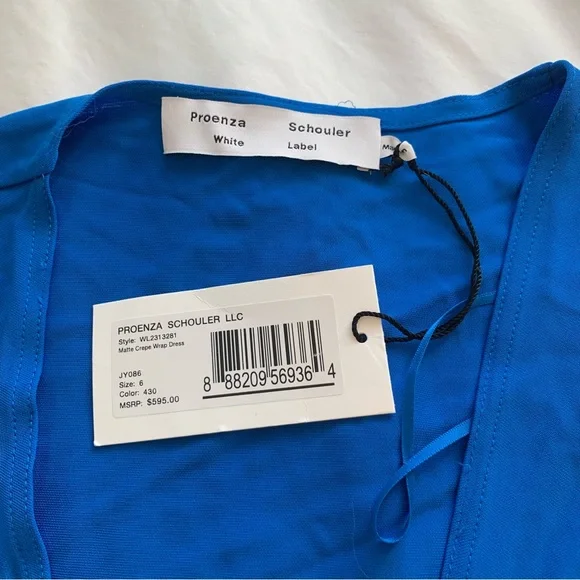 Proenza Schouler
White Label
PROENZA SCHOULER LLC
Style: WL2313281
Matte Crepe Wrap Dress
JY086
Size: 6
Color: 430
MSRP: $595.00
8 88209 56936 4